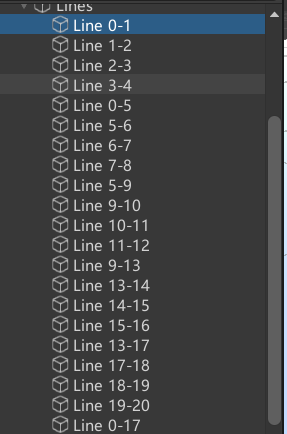 Lines
Line 0-1
Line 1-2
Line 2-3
Line 3-4
Line 0-5
Line 5-6
Line 6-7
Line 7-8
Line 5-9
Line 9-10
Line 10-11
Line 11-12
Line 9-13
Line 13-14
Line 14-15
Line 15-16
Line 13-17
Line 17-18
Line 18-19
Line 19-20
Line 0-17